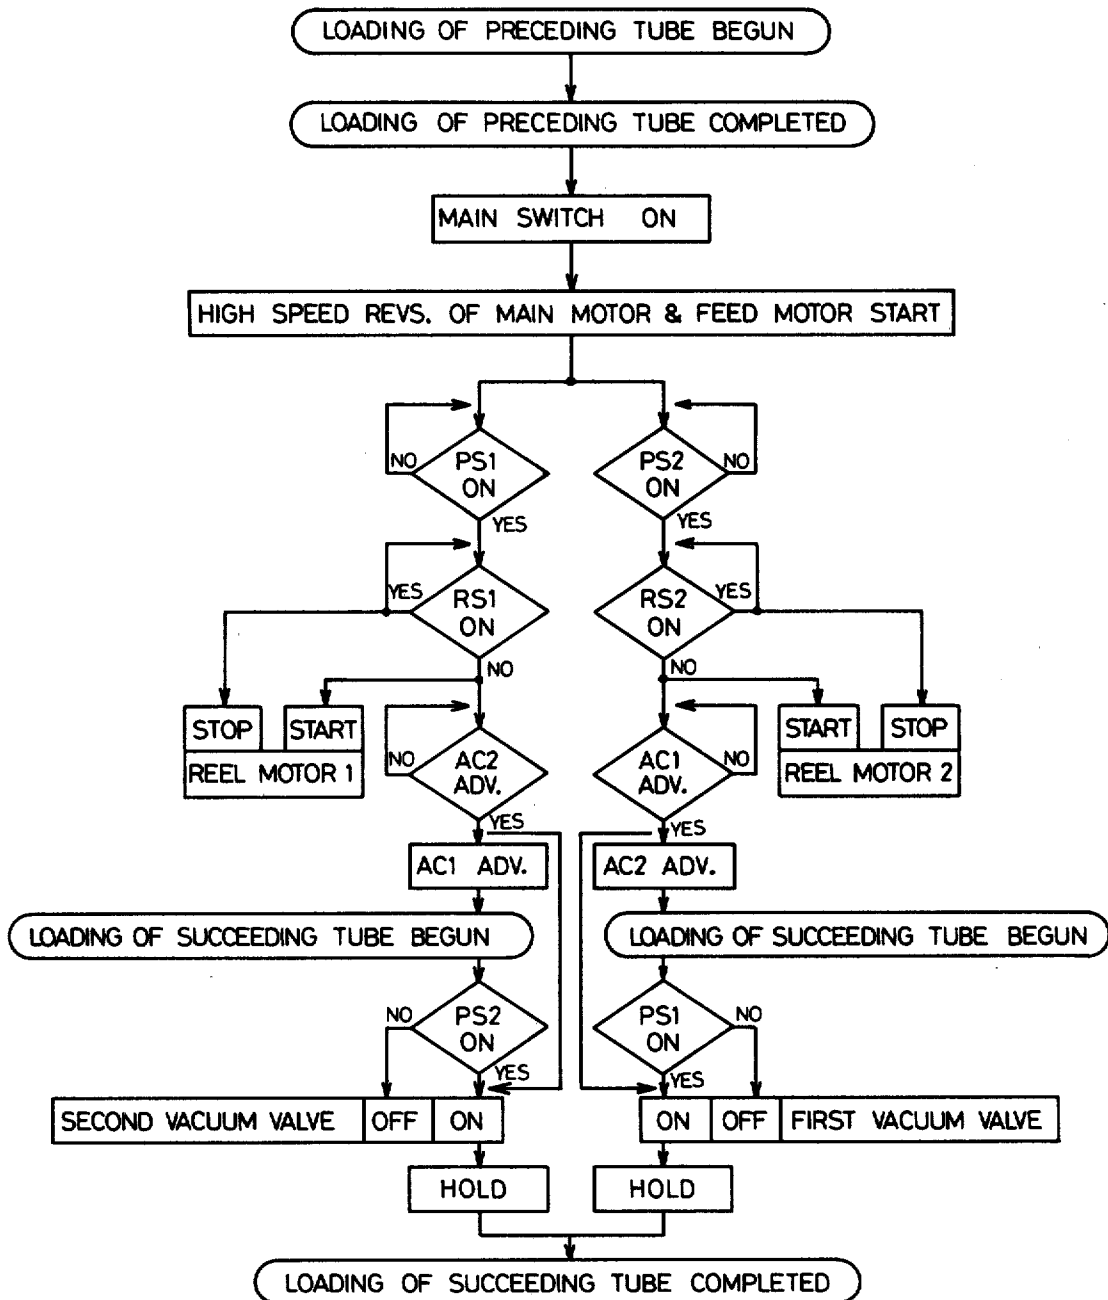 LOADING OF PRECEDING TUBE BEGUN
LOADING OF PRECEDING TUBE COMPLETED
MAIN SWITCH ON
HIGH SPEED REVS. OF MAIN MOTOR & FEED MOTOR START
NO
PS1
ON
YES
PS2
ON
NO
YES
YES
RS1
ON
NO
RS2
ON
YES
NO
STOP
START
REEL MOTOR 1
START
STOP
REEL MOTOR 2
NO
AC2
ADV.
YES
AC1
ADV.
NO
YES
AC1 ADV.
AC2 ADV.
LOADING OF SUCCEEDING TUBE BEGUN
LOADING OF SUCCEEDING TUBE BEGUN
NO
PS2
ON
YES
PS1
ON
NO
YES
SECOND VACUUM VALVE OFF ON
ON OFF FIRST VACUUM VALVE
HOLD
HOLD
LOADING OF SUCCEEDING TUBE COMPLETED